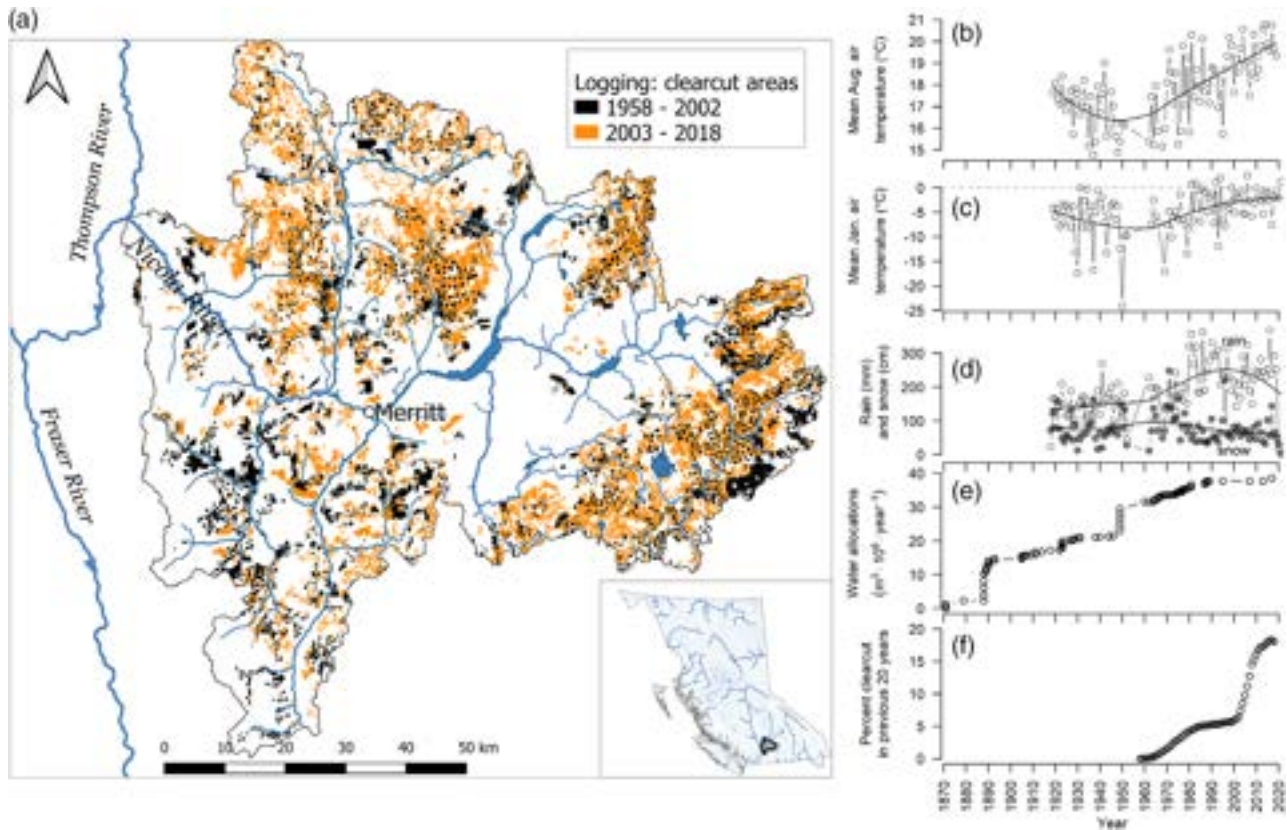 (a)
Logging: clearcut areas
1958 - 2002
2003 - 2018
Thompson River
Nicola River
Merritt
Fraser River
0 10 20 30 40 50 km
(b)
Mean Aug. air
temperature (°C)
21
20
19
18
17
16
15
(c)
Mean Jan. air
temperature (°C)
0
-5
-10
-15
-20
-25
(d)
Rain (mm)
and snow (cm)
300
200
100
0
rain
snow
(e)
Water allocations
(m³ 10⁶ year⁻¹)
40
30
20
10
0
(f)
Percent clearcut
in previous 20 years
20
15
10
5
0
1870 1880 1890 1900 1910 1920 1930 1940 1950 1960 1970 1980 1990 2000 2010 2020
Year